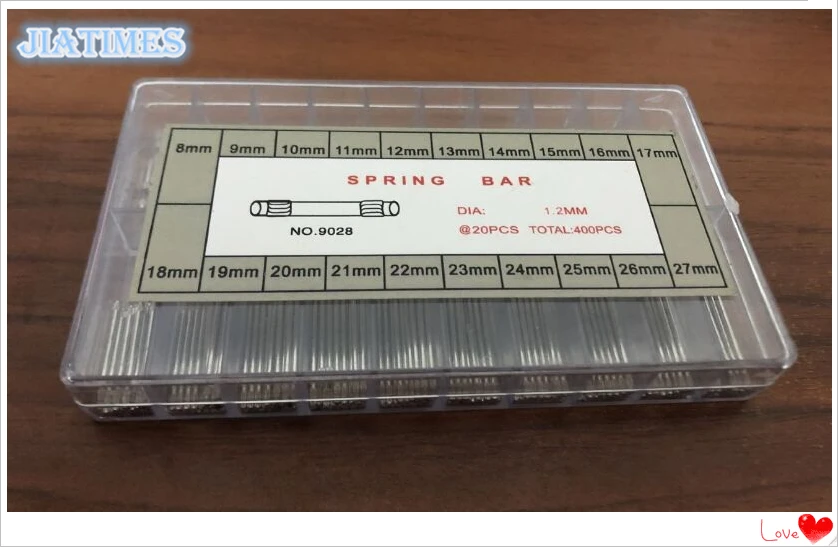 JIATIMES
8mm 9mm 10mm 11mm 12mm 13mm 14mm 15mm 16mm 17mm
SPRING BAR
DIA: 1.2MM
NO.9028 @20PCS TOTAL:400PCS
18mm 19mm 20mm 21mm 22mm 23mm 24mm 25mm 26mm 27mm
Love